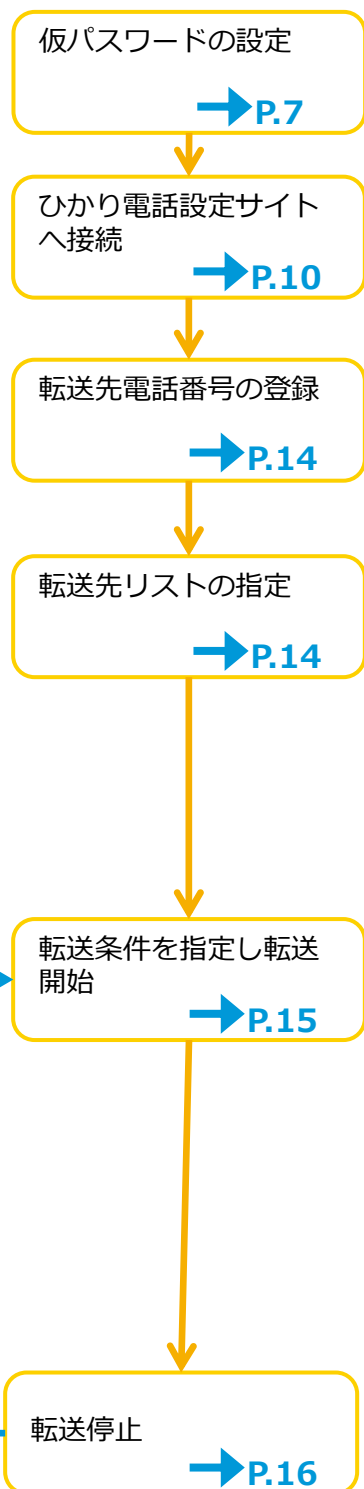 仮パスワードの設定
P.7
ひかり電話設定サイト
へ接続
P.10
転送先電話番号の登録
P.14
転送先リストの指定
P.14
転送条件を指定し転送
開始
P.15
転送停止
P.16